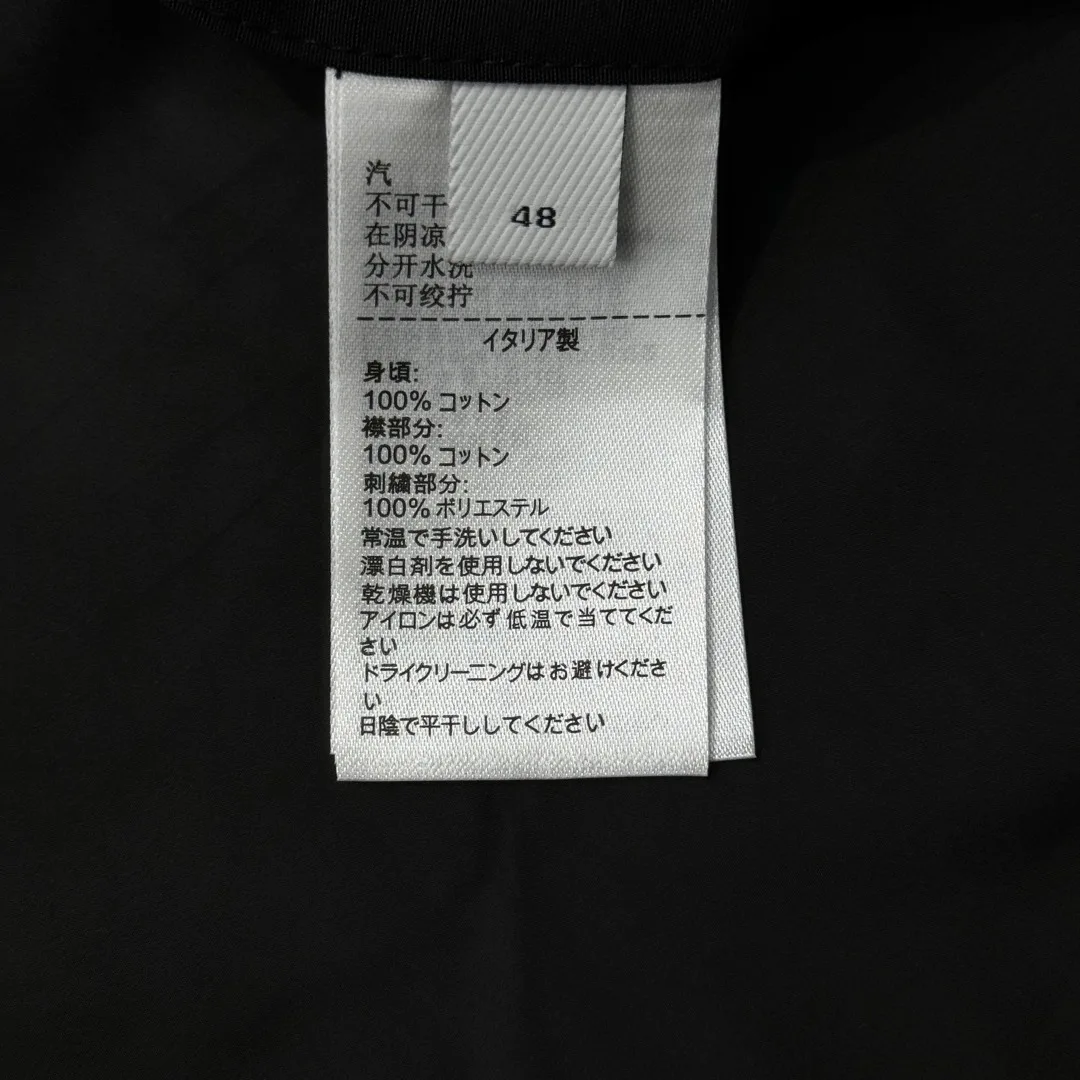 汽
不可干
在阴凉
分开水洗
不可绞拧
48
イタリア製
身頃:
100% コットン
襟部分:
100% コットン
刺繍部分:
100% ポリエステル
常温で手洗いしてください
漂白剤を使用しないでください
乾燥機は使用しないでください
アイロンは必ず低温で当ててくだ
さい
ドライクリーニングはお避けくださ
い
日陰で平干ししてください